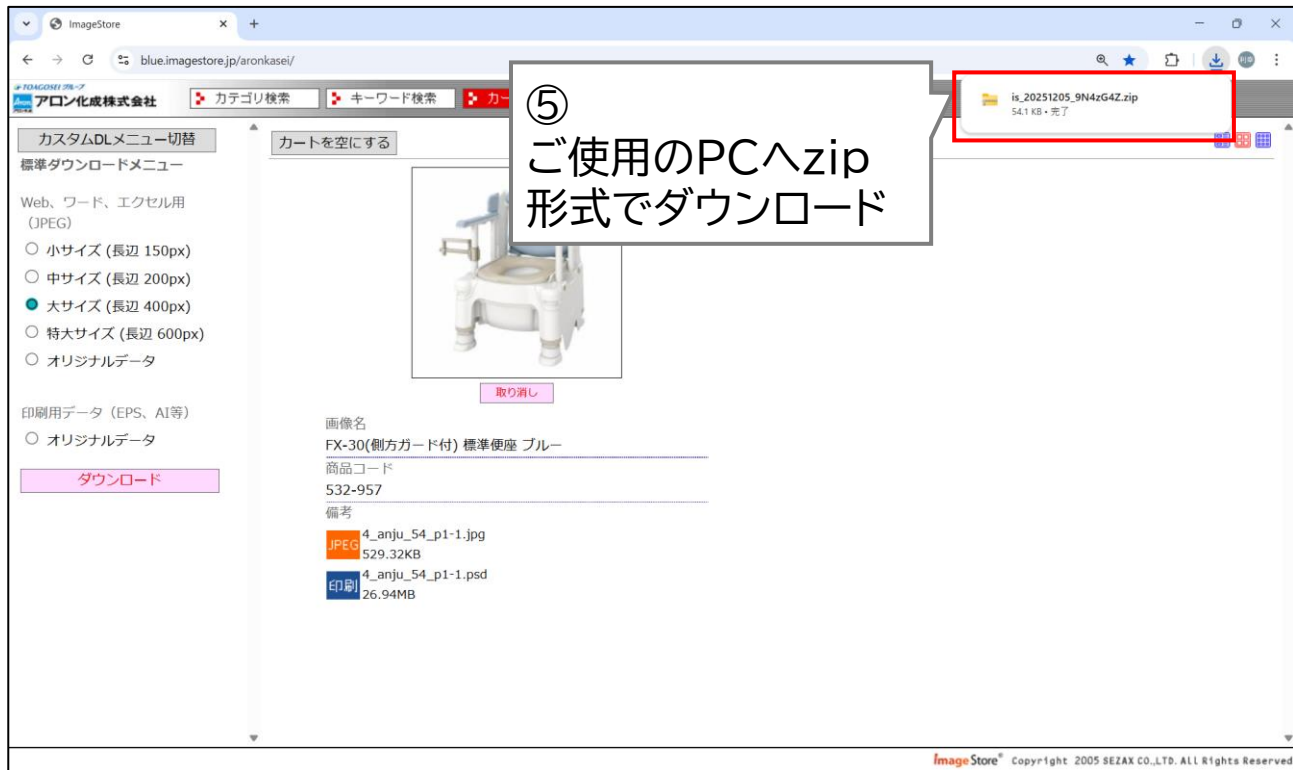 ImageStore
blue.imagestore.jp/aronkasei/
is_20251205_9N4zG4Z.zip
54.1 KB・完了
TOAGOSEI グループ
アロン化成株式会社
カテゴリ検索
キーワード検索
⑤
ご使用のPCへzip
形式でダウンロード
カスタムDLメニュー切替
標準ダウンロードメニュー
Web、ワード、エクセル用
(JPEG)
小サイズ (長辺 150px)
中サイズ (長辺 200px)
大サイズ (長辺 400px)
特大サイズ (長辺 600px)
オリジナルデータ
印刷用データ(EPS、AI等)
オリジナルデータ
ダウンロード
カートを空にする
取り消し
画像名
FX-30(側方ガード付) 標準便座 ブルー
商品コード
532-957
備考
JPEG
4_anju_54_p1-1.jpg
529.32KB
印刷
4_anju_54_p1-1.psd
26.94MB
ImageStore® Copyright 2005 SEZAX CO.,LTD. ALL Rights Reserved